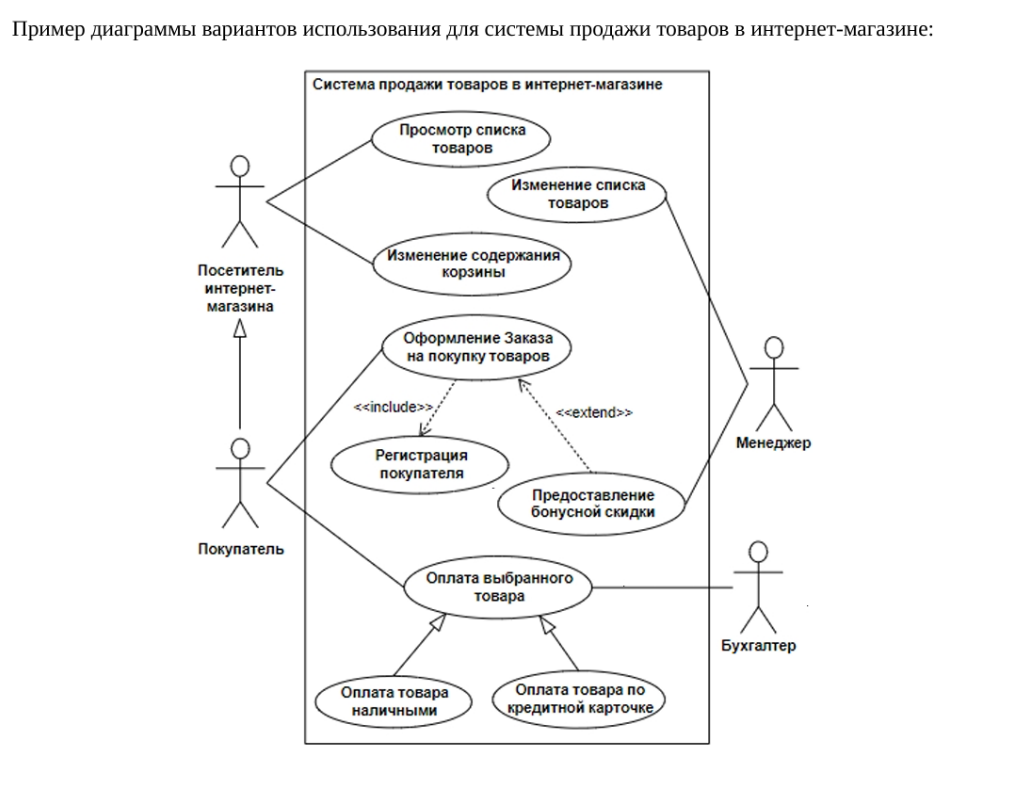 Пример диаграммы вариантов использования для системы продажи товаров в интернет-магазине:
Система продажи товаров в интернет-магазине
Просмотр списка
товаров
Изменение списка
товаров
Изменение содержания
корзины
Посетитель
интернет-
магазина
Оформление Заказа
на покупку товаров
<<include>>
<<extend>>
Менеджер
Регистрация
покупателя
Предоставление
бонусной скидки
Покупатель
Оплата выбранного
товара
Бухгалтер
Оплата товара
наличными
Оплата товара по
кредитной карточке